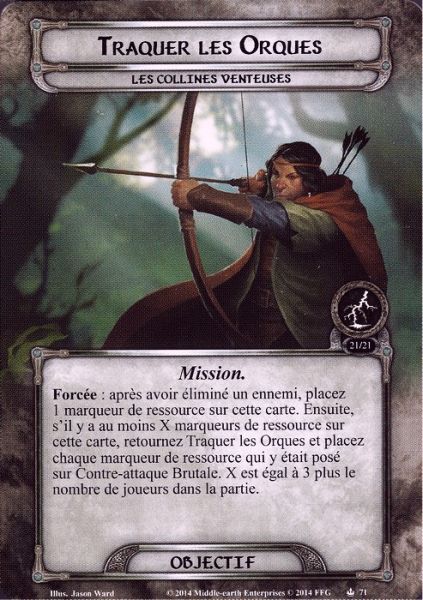 Traquer les Orques
Les Collines Venteuses
21/21
Mission.
Forcée : après avoir éliminé un ennemi, placez
1 marqueur de ressource sur cette carte. Ensuite,
s'il y a au moins X marqueurs de ressource sur
cette carte, retournez Traquer les Orques et placez
chaque marqueur de ressource qui y était posé
sur Contre-attaque Brutale. X est égal à 3 plus le
nombre de joueurs dans la partie.
OBJECTIF
Illus. Jason Ward © 2014 Middle-earth Enterprises © 2014 FFG 71